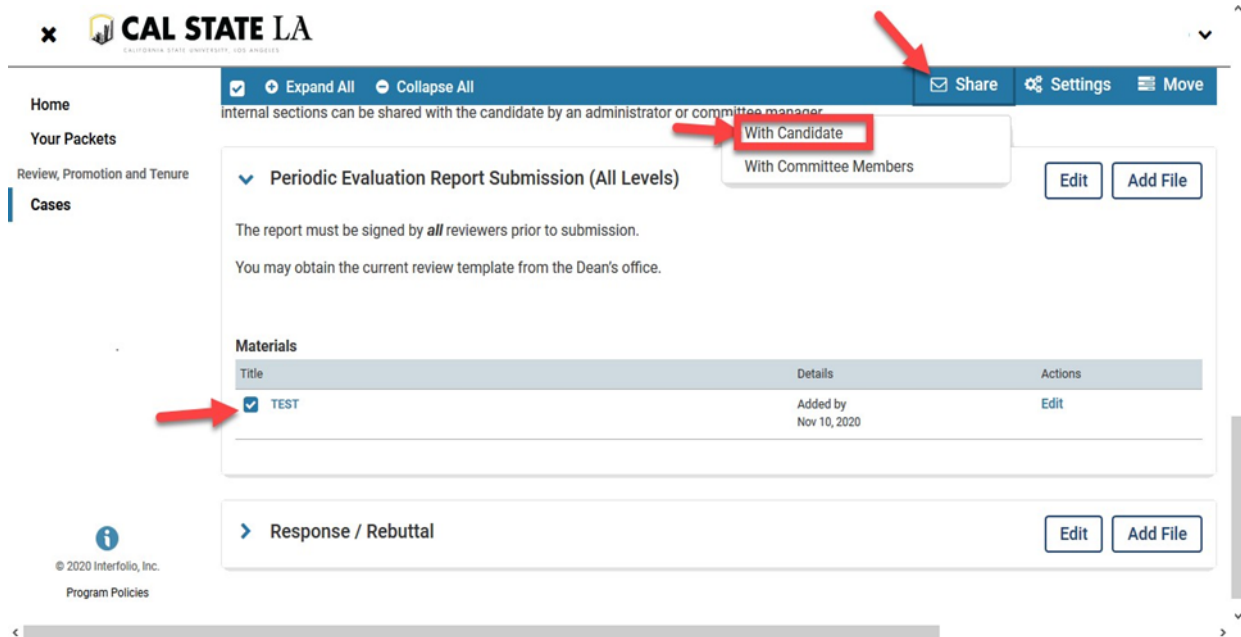 CAL STATE LA
CALIFORNIA STATE UNIVERSITY, LOS ANGELES
Home
Your Packets
Review, Promotion and Tenure
Cases
Expand All Collapse All Share Settings Move
internal sections can be shared with the candidate by an administrator or committee manager
With Candidate
With Committee Members
Periodic Evaluation Report Submission (All Levels) Edit Add File
The report must be signed by all reviewers prior to submission.
You may obtain the current review template from the Dean's office.
Materials
Title Details Actions
TEST Added by Edit
Nov 10, 2020
Response / Rebuttal Edit Add File
© 2020 Interfolio, Inc.
Program Policies